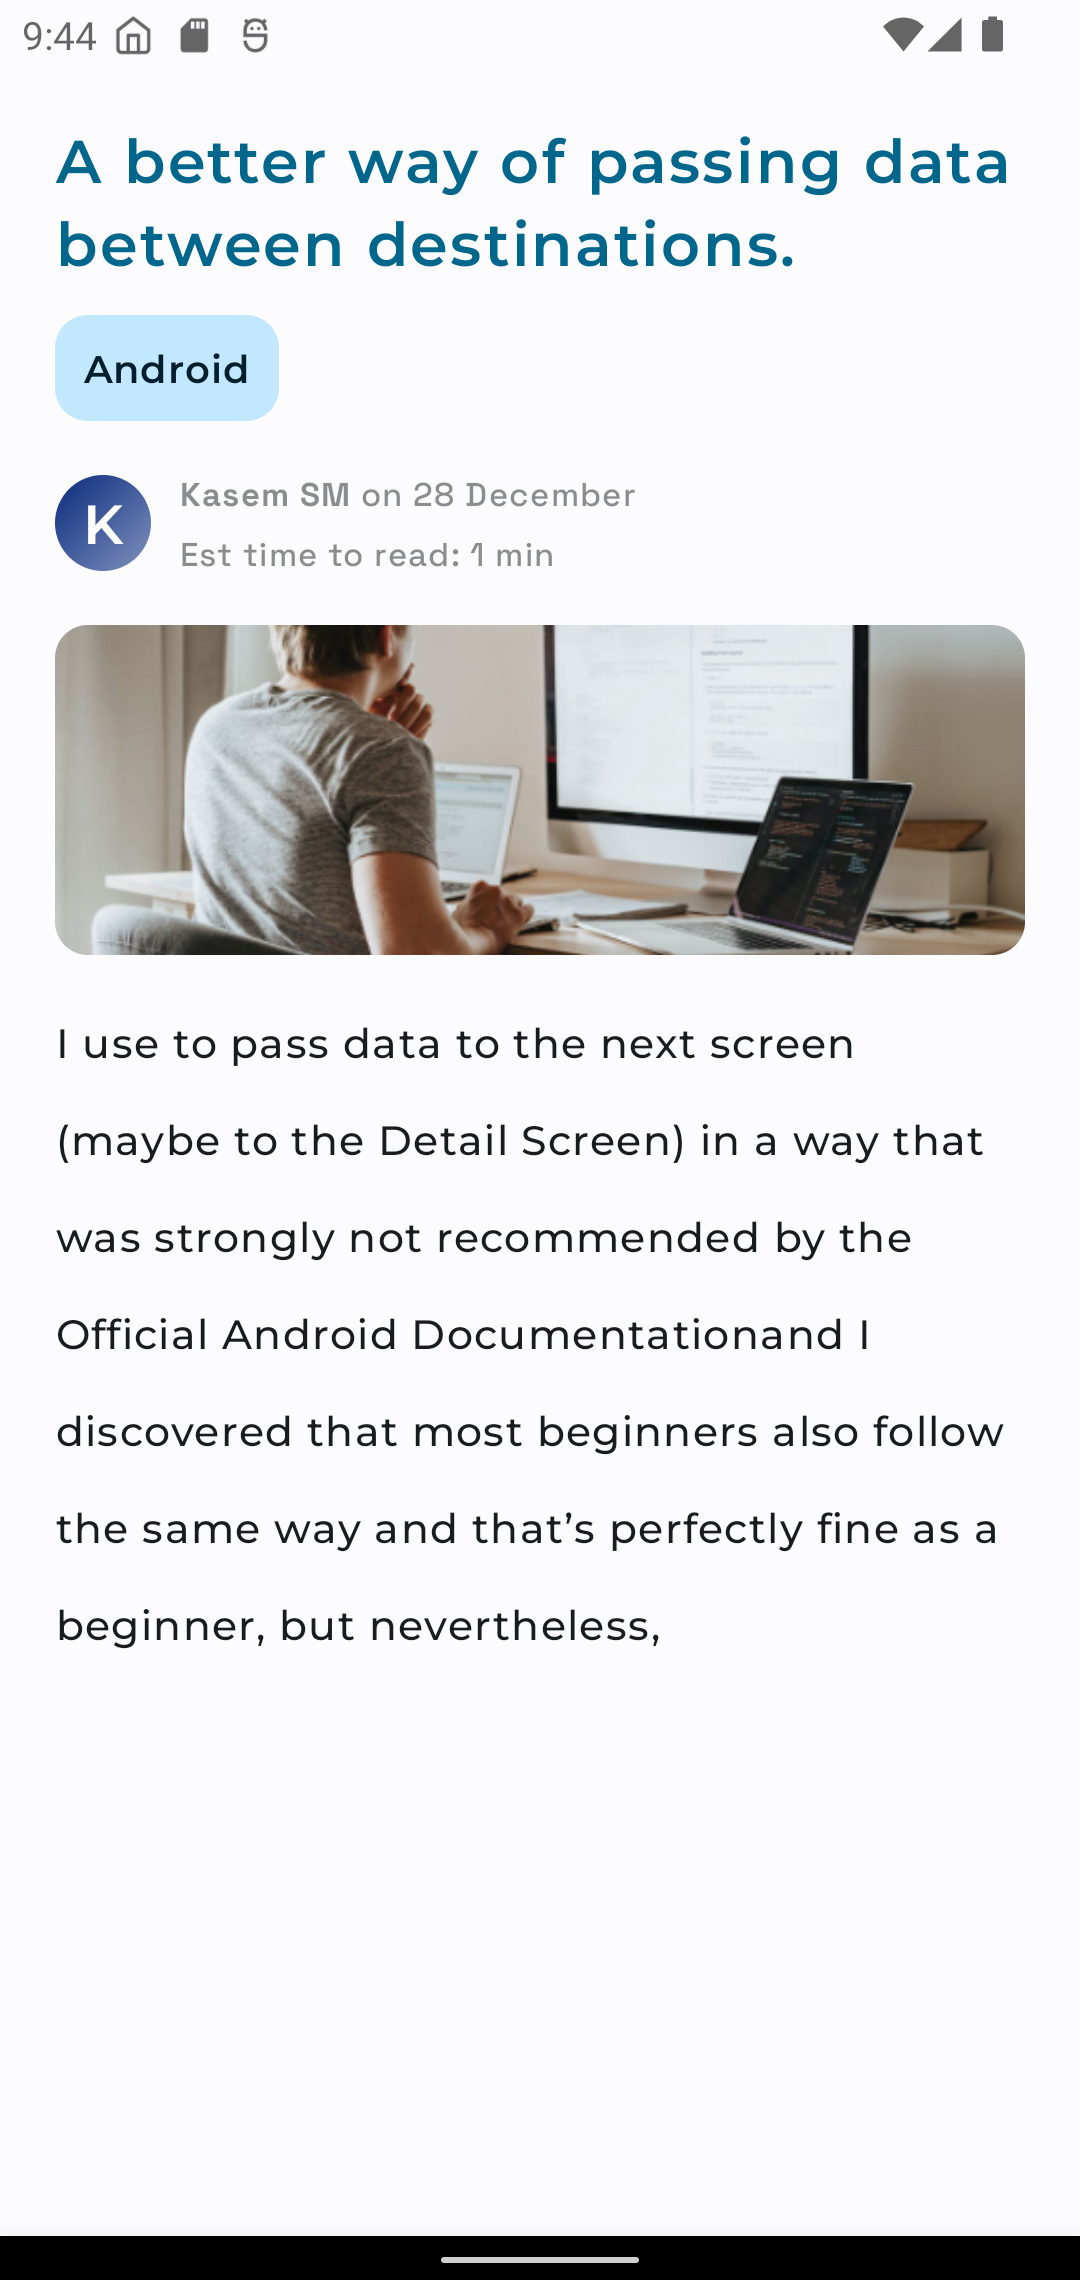 9:44
A better way of passing data
between destinations.
Android
K
Kasem SM on 28 December
Est time to read: 1 min
I use to pass data to the next screen
(maybe to the Detail Screen) in a way that
was strongly not recommended by the
Official Android Documentationand I
discovered that most beginners also follow
the same way and that’s perfectly fine as a
beginner, but nevertheless,